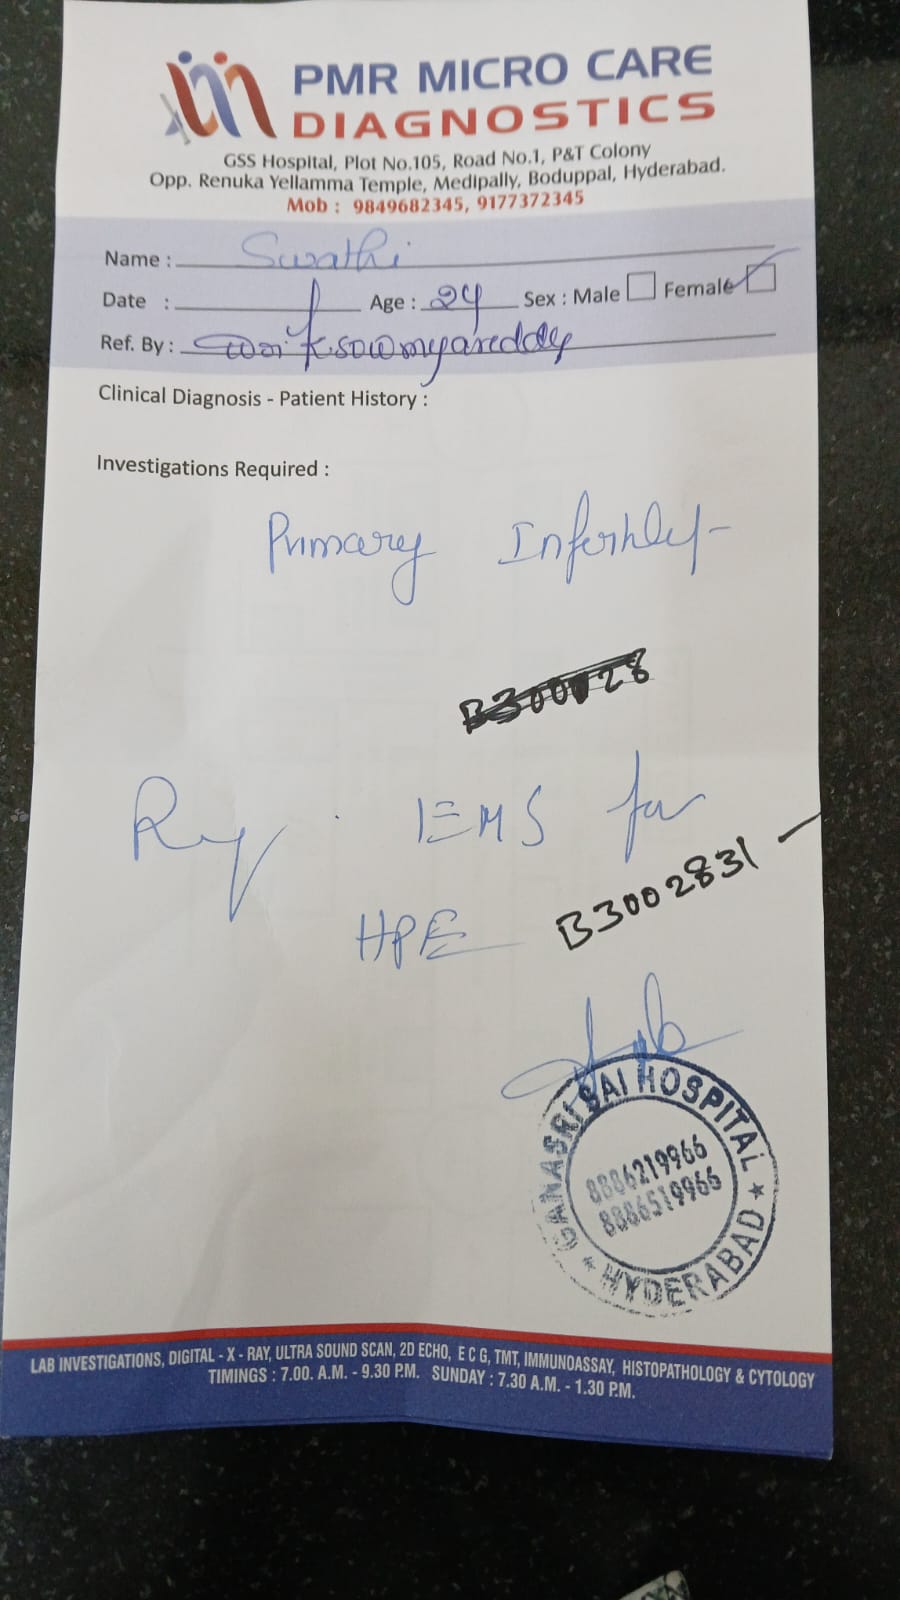 PMR MICRO CARE
DIAGNOSTICS
GSS Hospital, Plot No.105, Road No.1, P&T Colony
Opp. Renuka Yellamma Temple, Medipally, Boduppal, Hyderabad.
Mob : 9849682345, 9177372345
Name : Swathi
Date : Age : 24 Sex : Male Female
Ref. By : K.sowmyareddy
Clinical Diagnosis - Patient History :
Investigations Required :
Primary
EMS for
B3002831
HPE
GANASRI SAI HOSPITAL
8886219966
8886519966
★ HYDERABAD ★
LAB INVESTIGATIONS, DIGITAL - X - RAY, ULTRA SOUND SCAN, 2D ECHO, E C G, TMT, IMMUNOASSAY, HISTOPATHOLOGY & CYTOLOGY
TIMINGS : 7.00. A.M. - 9.30 P.M. SUNDAY : 7.30 A.M. - 1.30 P.M.